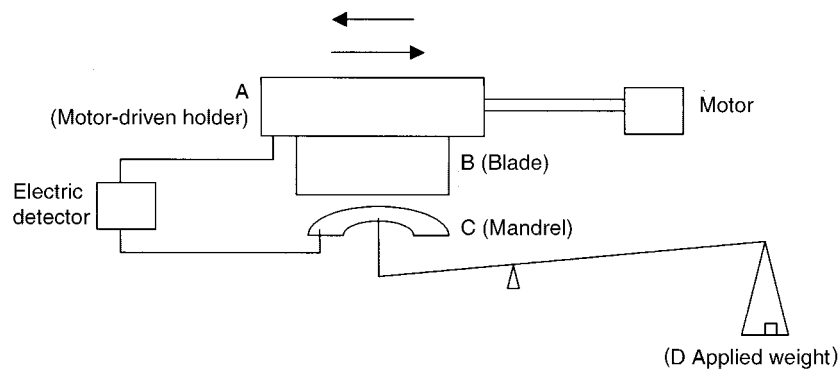 A
(Motor-driven holder)
Motor
B (Blade)
Electric
detector
C (Mandrel)
(D Applied weight)